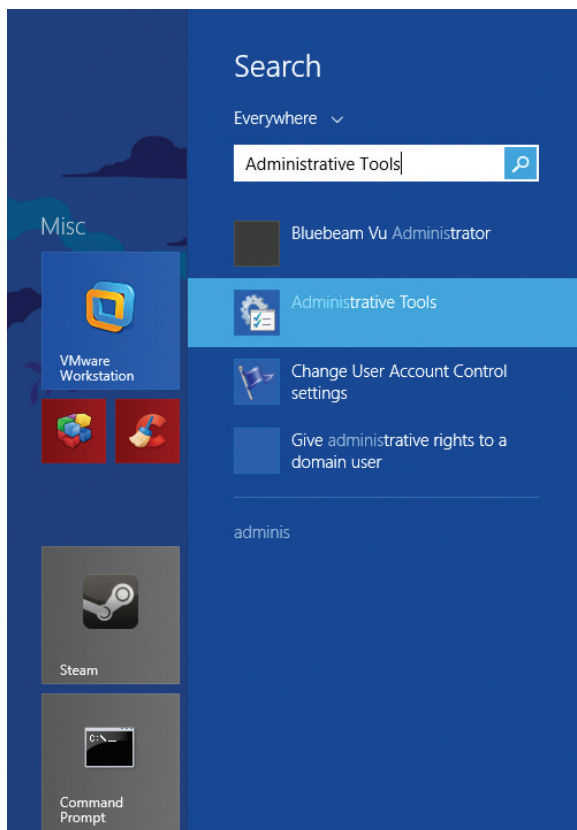 Search
Everywhere
Administrative Tools
Misc
Bluebeam Vu Administrator
Administrative Tools
VMware
Workstation
Change User Account Control
settings
Give administrative rights to a
domain user
adminis
Steam
C:\_
Command
Prompt